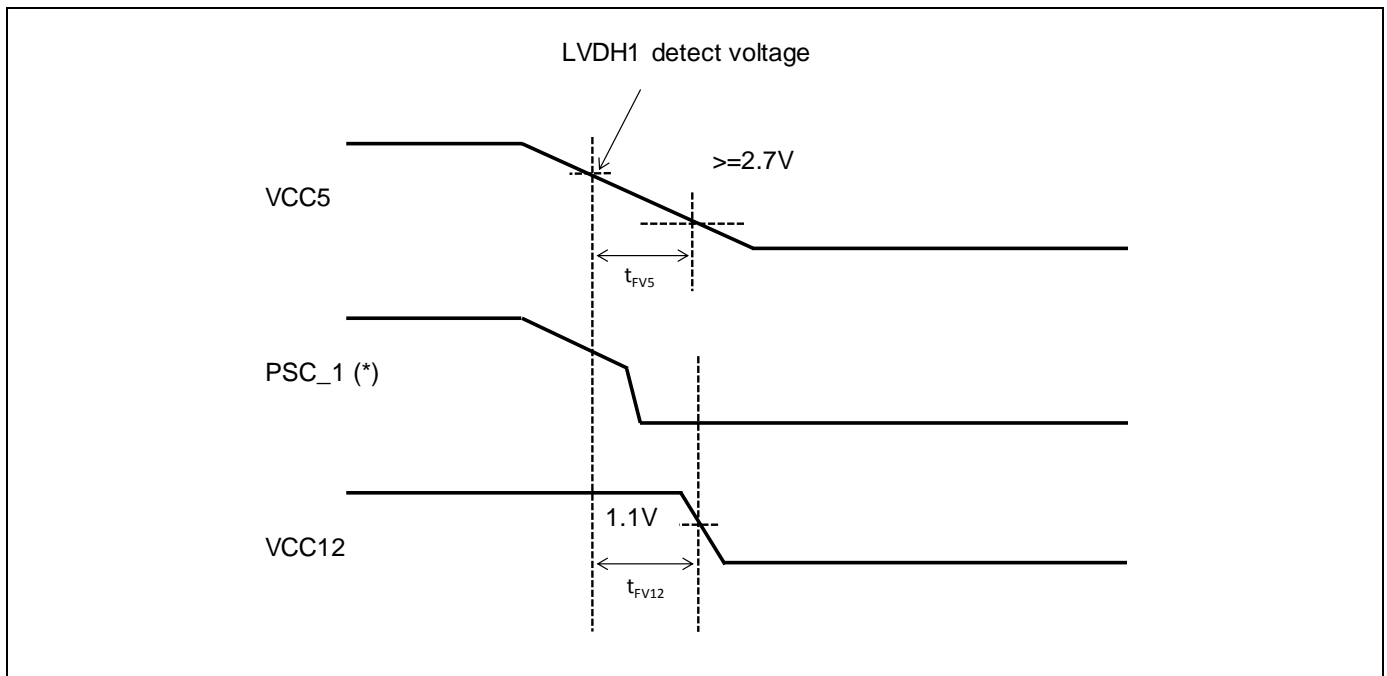 LVDH1 detect voltage
>=2.7V
VCC5
tFV5
PSC_1 (*)
1.1V
VCC12
tFV12